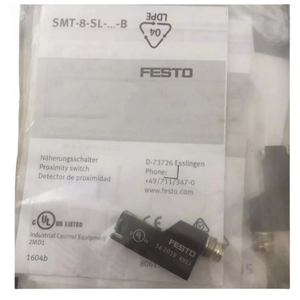 SMT-8-SL-...-B
04
LDPE
FESTO
Näherungsschalter
Proximity switch
Detector de proximidad
D-73726 Esslingen
Phone:
+49/711/347-0
www.festo.com
LISTED
Industrial Control Equipment
2MD1
1604b
FESTO